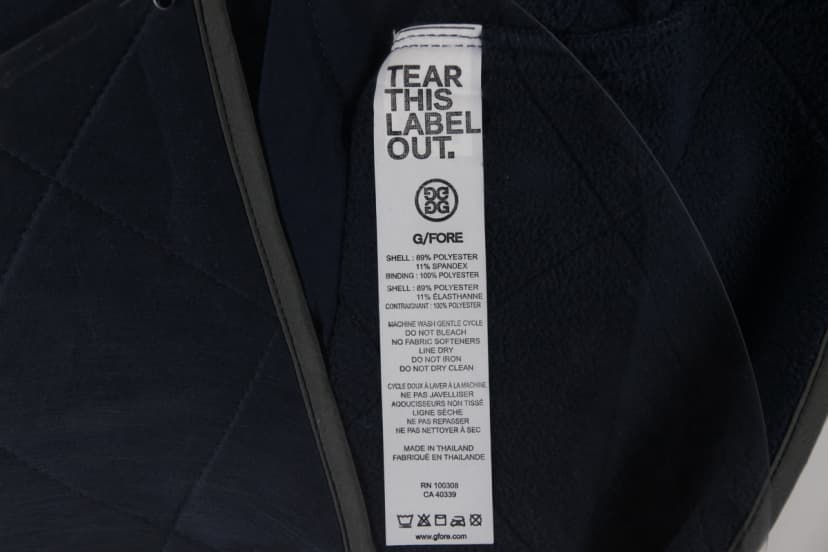 TEAR
THIS
LABEL
OUT.
G/FORE
SHELL : 89% POLYESTER
11% SPANDEX
BINDING : 100% POLYESTER
SHELL : 89% POLYESTER
11% ÉLASTHANNE
CONTRAIGNANT : 100% POLYESTER
MACHINE WASH GENTLE CYCLE
DO NOT BLEACH
NO FABRIC SOFTENERS
LINE DRY
DO NOT IRON
DO NOT DRY CLEAN
CYCLE DOUX À LAVER À LA MACHINE
NE PAS JAVELLISER
ADOUCISSEURS NON TISSÉ
LIGNE SÈCHE
NE PAS REPASSER
NE PAS NETTOYER À SEC
MADE IN THAILAND
FABRIQUÉ EN THAILANDE
RN 100308
CA 40339
www.gfore.com